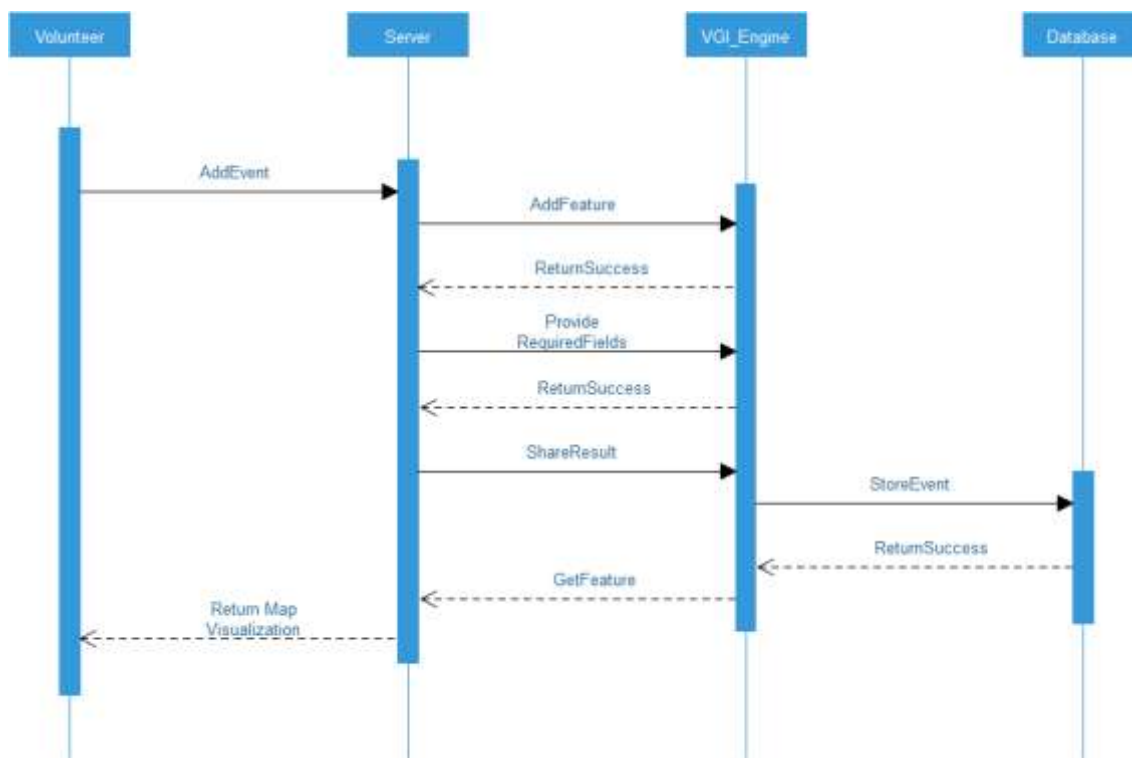 Volunteer
Server
VGI_Engine
Database
AddEvent
AddFeature
ReturnSuccess
Provide
RequiredFields
ReturnSuccess
ShareResult
StoreEvent
ReturnSuccess
GetFeature
Return Map
Visualization